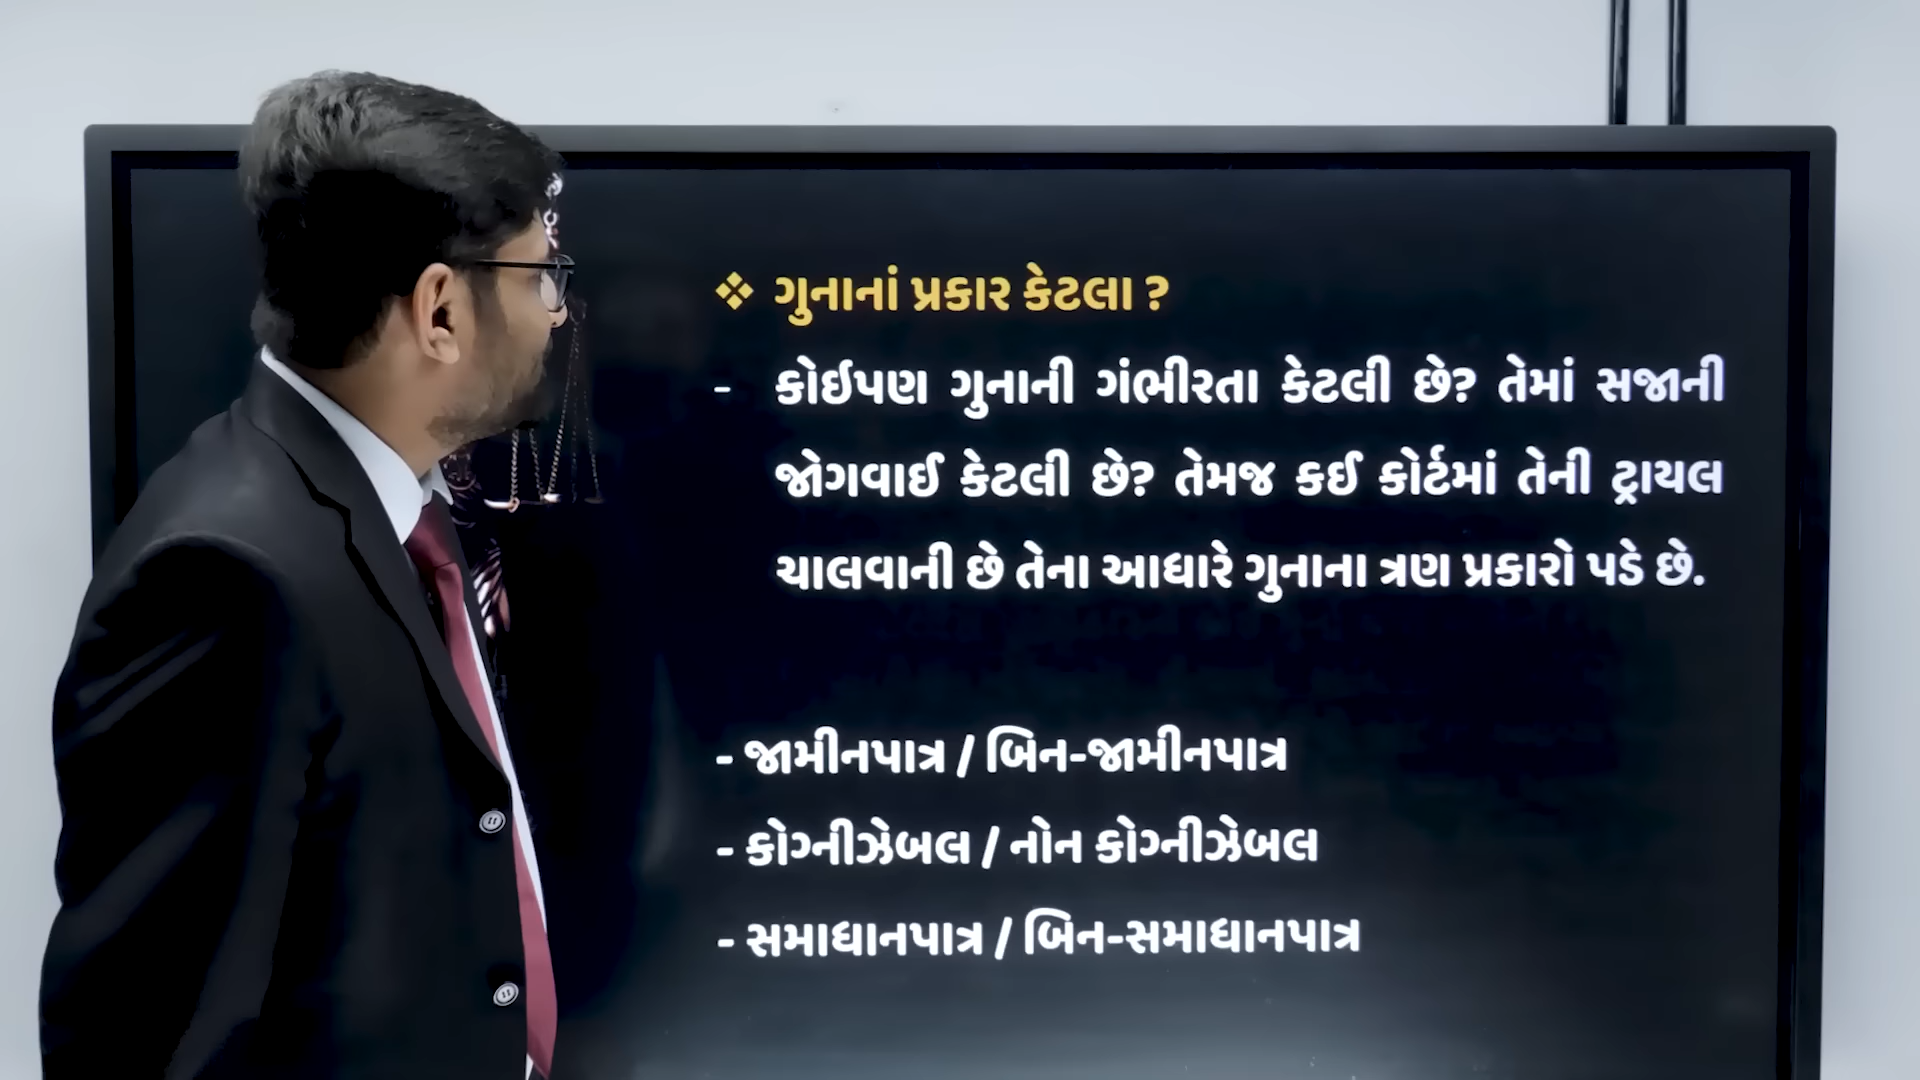 ❖ ગુનાનાં પ્રકાર કેટલા ?
- કોઈપણ ગુનાની ગંભીરતા કેટલી છે? તેમાં સજાની
જોગવાઈ કેટલી છે? તેમજ કઈ કોર્ટમાં તેની ટ્રાયલ
ચાલવાની છે તેના આધારે ગુનાના ત્રણ પ્રકારો પડે છે.
- જામીનપાત્ર / બિન-જામીનપાત્ર
- કોગ્નીઝેબલ / નોન કોગ્નીઝેબલ
- સમાધાનપાત્ર / બિન-સમાધાનપાત્ર